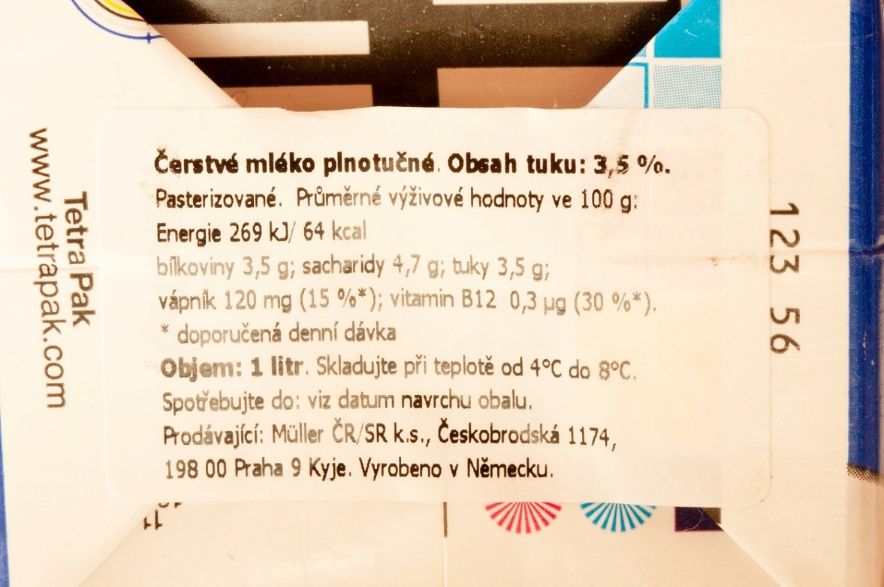 Čerstvé mléko plnotučné. Obsah tuku: 3,5 %.
Pasterizované. Průměrné výživové hodnoty ve 100 g:
Energie 269 kJ/ 64 kcal
bílkoviny 3,5 g; sacharidy 4,7 g; tuky 3,5 g;
vápník 120 mg (15 %*); vitamin B12 0,3 µg (30 %*).
* doporučená denní dávka
Objem: 1 litr. Skladujte při teplotě od 4°C do 8°C.
Spotřebujte do: viz datum navrchu obalu.
Prodávající: Müller ČR/SR k.s., Českobrodská 1174,
198 00 Praha 9 Kyje. Vyrobeno v Německu.
Tetra Pak
www.tetrapak.com
123 56